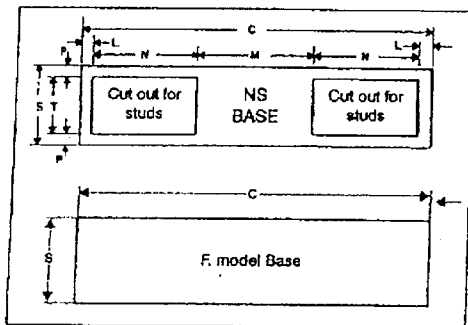 C
L L
N M N
P
S T
Cut out for studs
NS BASE
Cut out for studs
P
C
S
F. model Base